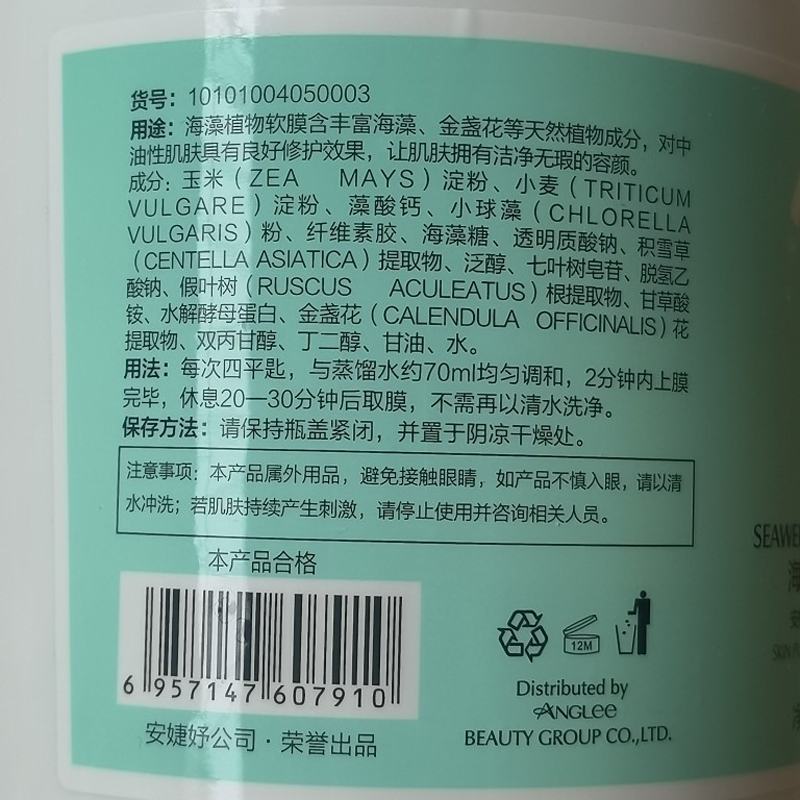 货号：10101004050003
用途：海藻植物软膜含丰富海藻、金盏花等天然植物成分，对中
油性肌肤具有良好修护效果，让肌肤拥有洁净无瑕的容颜。
成分：玉米（ZEA MAYS）淀粉、小麦（TRITICUM
VULGARE）淀粉、藻酸钙、小球藻（CHLORELLA
VULGARIS）粉、纤维素胶、海藻糖、透明质酸钠、积雪草
（CENTELLA ASIATICA）提取物、泛醇、七叶树皂苷、脱氢乙
酸钠、假叶树（RUSCUS ACULEATUS）根提取物、甘草酸
铵、水解酵母蛋白、金盏花（CALENDULA OFFICINALIS）花
提取物、双丙甘醇、丁二醇、甘油、水。
用法：每次四平匙，与蒸馏水约70ml均匀调和，2分钟内上膜
完毕，休息20—30分钟后取膜，不需再以清水洗净。
保存方法：请保持瓶盖紧闭，并置于阴凉干燥处。
注意事项：本产品属外用品，避免接触眼睛，如产品不慎入眼，请以清
水冲洗；若肌肤持续产生刺激，请停止使用并咨询相关人员。
本产品合格
6 957147 607910
安婕妤公司·荣誉出品
12M
Distributed by
ANGLee
BEAUTY GROUP CO.,LTD.
SEAWE
海
安
SKIN